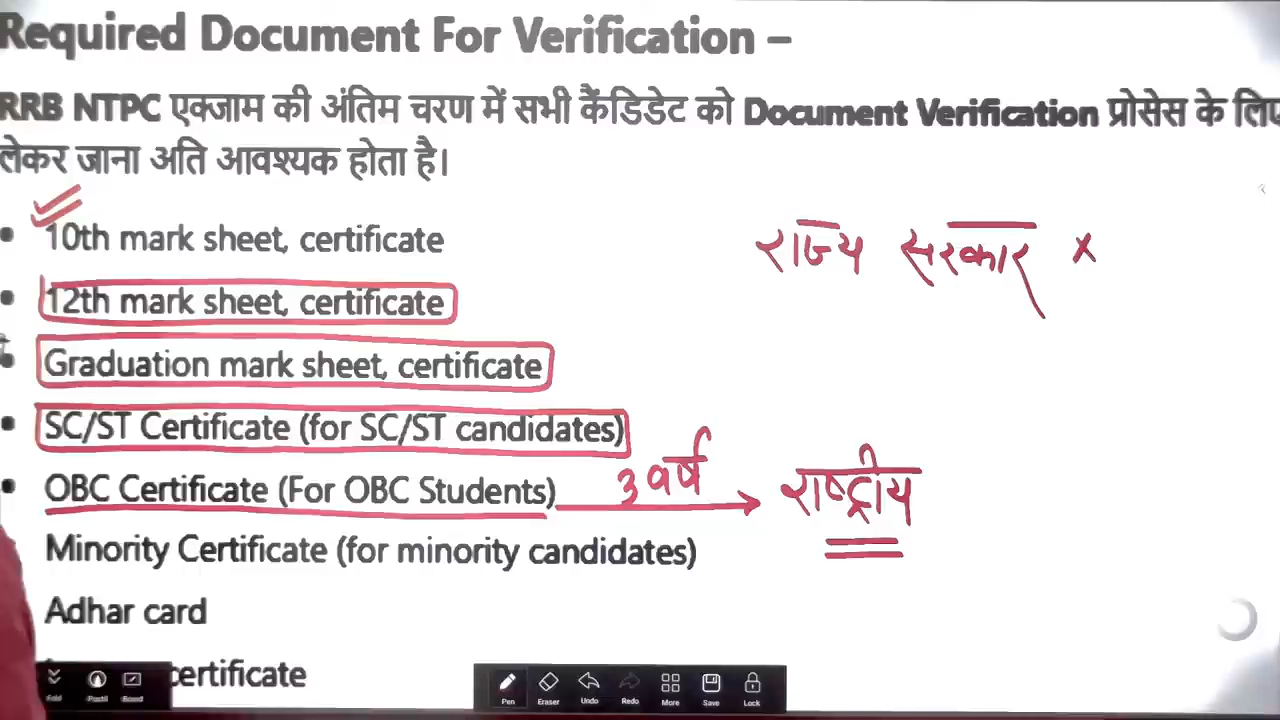 Required Document For Verification –
RRB NTPC एक्जाम की अंतिम चरण में सभी कैंडिडेट को Document Verification प्रोसेस के लिए
लेकर जाना अति आवश्यक होता है।
10th mark sheet, certificate
राज्य सरकार ×
12th mark sheet, certificate
Graduation mark sheet, certificate
SC/ST Certificate (for SC/ST candidates)
OBC Certificate (For OBC Students) 3 वर्ष राष्ट्रीय
Minority Certificate (for minority candidates)
Adhar card
certificate
Fold Postil Board Pen Eraser Undo Redo More Save Lock